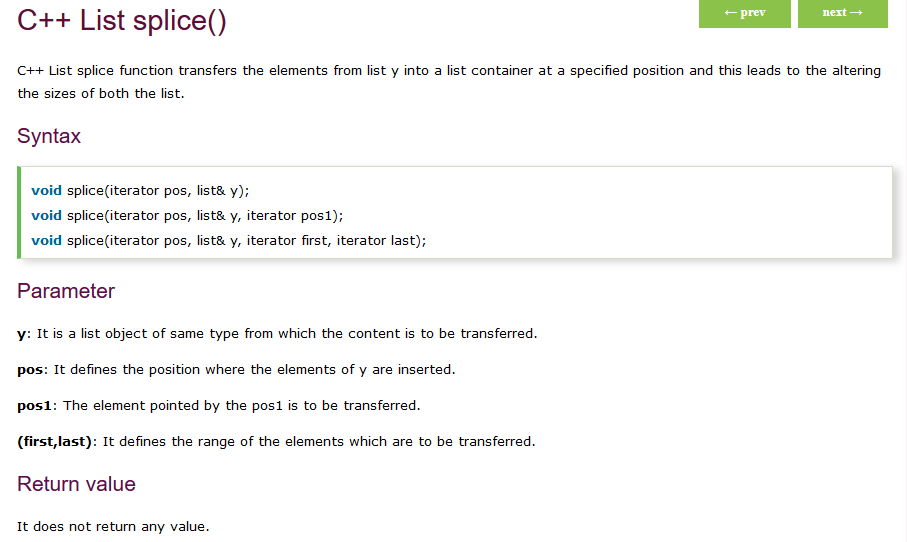 C++ List splice()
← prev
next →
C++ List splice function transfers the elements from list y into a list container at a specified position and this leads to the altering
the sizes of both the list.
Syntax
void splice(iterator pos, list& y);
void splice(iterator pos, list& y, iterator pos1);
void splice(iterator pos, list& y, iterator first, iterator last);
Parameter
y: It is a list object of same type from which the content is to be transferred.
pos: It defines the position where the elements of y are inserted.
pos1: The element pointed by the pos1 is to be transferred.
(first,last): It defines the range of the elements which are to be transferred.
Return value
It does not return any value.